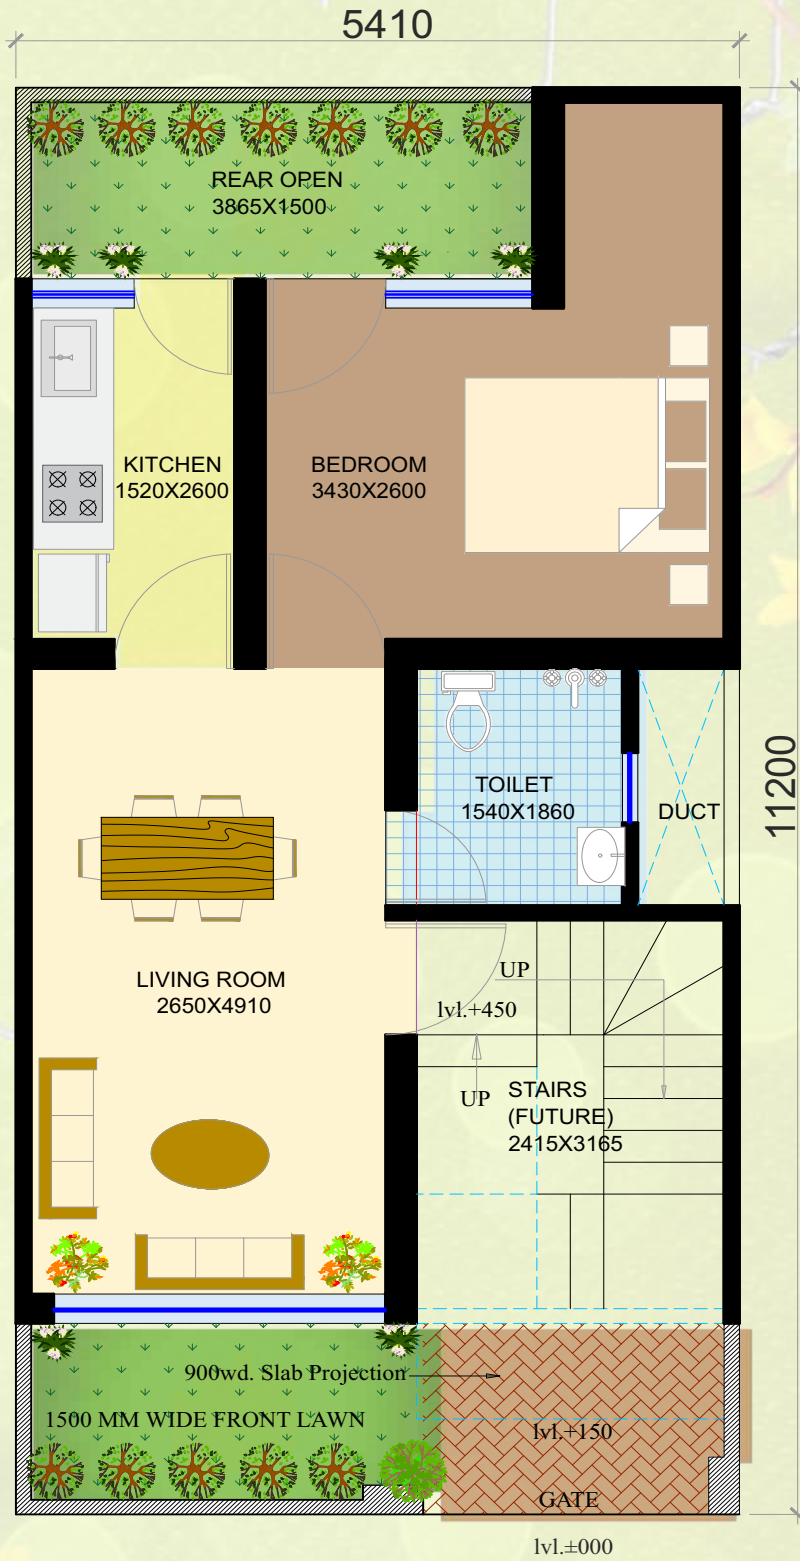 5410
REAR OPEN
3865X1500
KITCHEN
1520X2600
BEDROOM
3430X2600
11200
TOILET
1540X1860
DUCT
LIVING ROOM
2650X4910
UP
lvl.+450
UP
STAIRS
(FUTURE)
2415X3165
900wd. Slab Projection
1500 MM WIDE FRONT LAWN
lvl.+150
GATE
lvl.±000